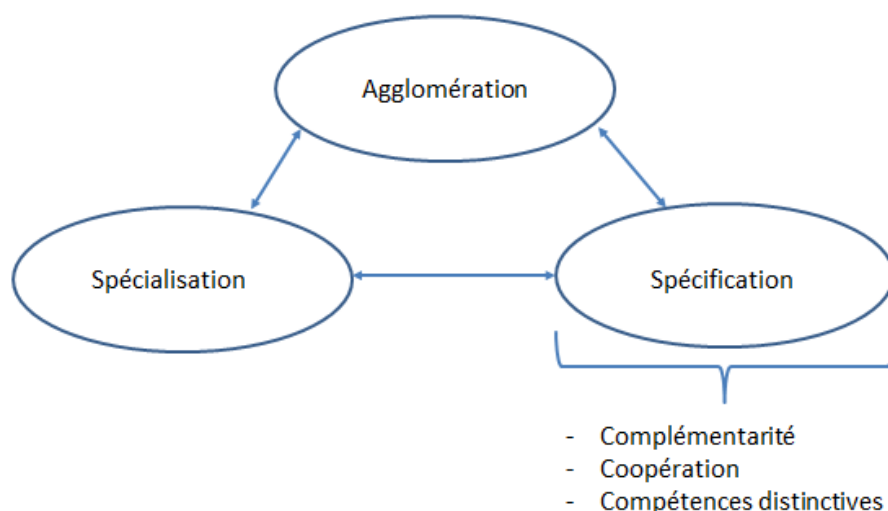 Agglomération
Spécialisation
Spécification
- Complémentarité
- Coopération
- Compétences distinctives